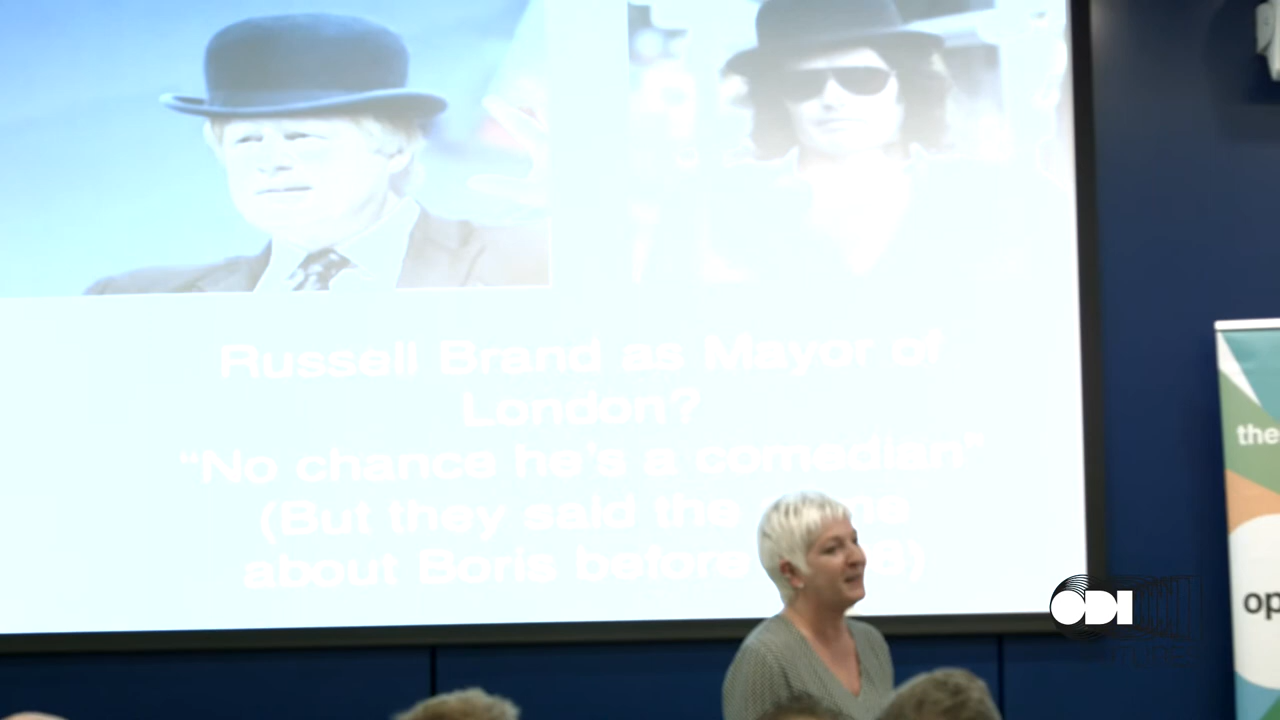 Russell Brand as Mayor of
London?
"No chance he's a comedian"
(But they said the
about Boris before
ODI
the
op